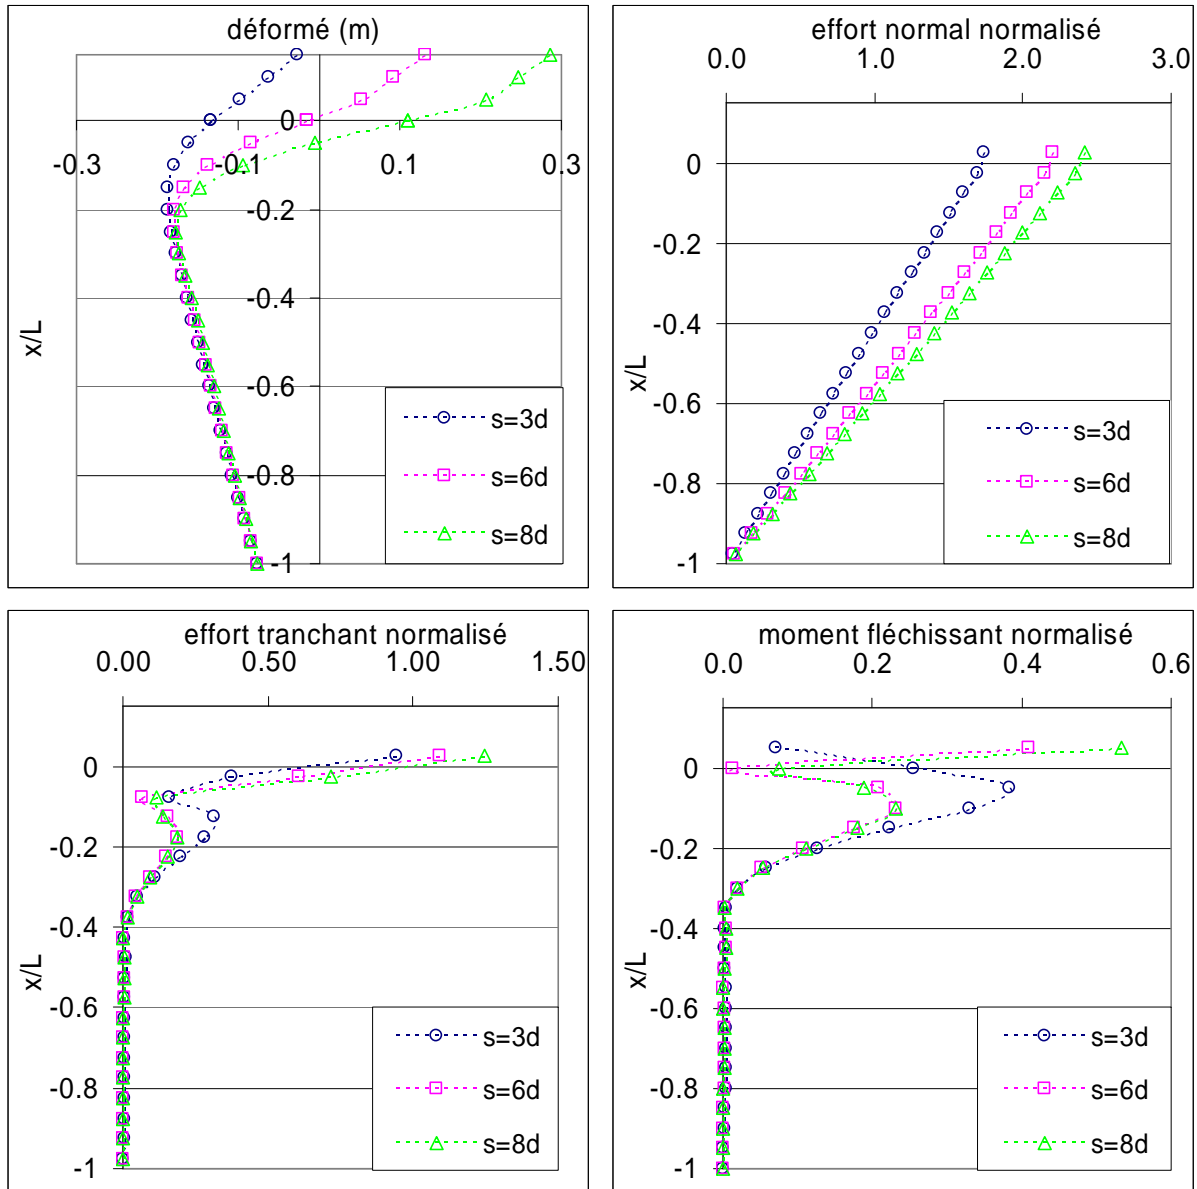 déformé (m)
0
-0.3 -0.1 0.1 0.3
-0.2
-0.4
-0.6
-0.8
-1
x/L
s=3d
s=6d
s=8d
effort normal normalisé
0.0 1.0 2.0 3.0
0
-0.2
-0.4
-0.6
-0.8
-1
x/L
s=3d
s=6d
s=8d
effort tranchant normalisé
0.00 0.50 1.00 1.50
0
-0.2
-0.4
-0.6
-0.8
-1
x/L
s=3d
s=6d
s=8d
moment fléchissant normalisé
0.0 0.2 0.4 0.6
0
-0.2
-0.4
-0.6
-0.8
-1
x/L
s=3d
s=6d
s=8d